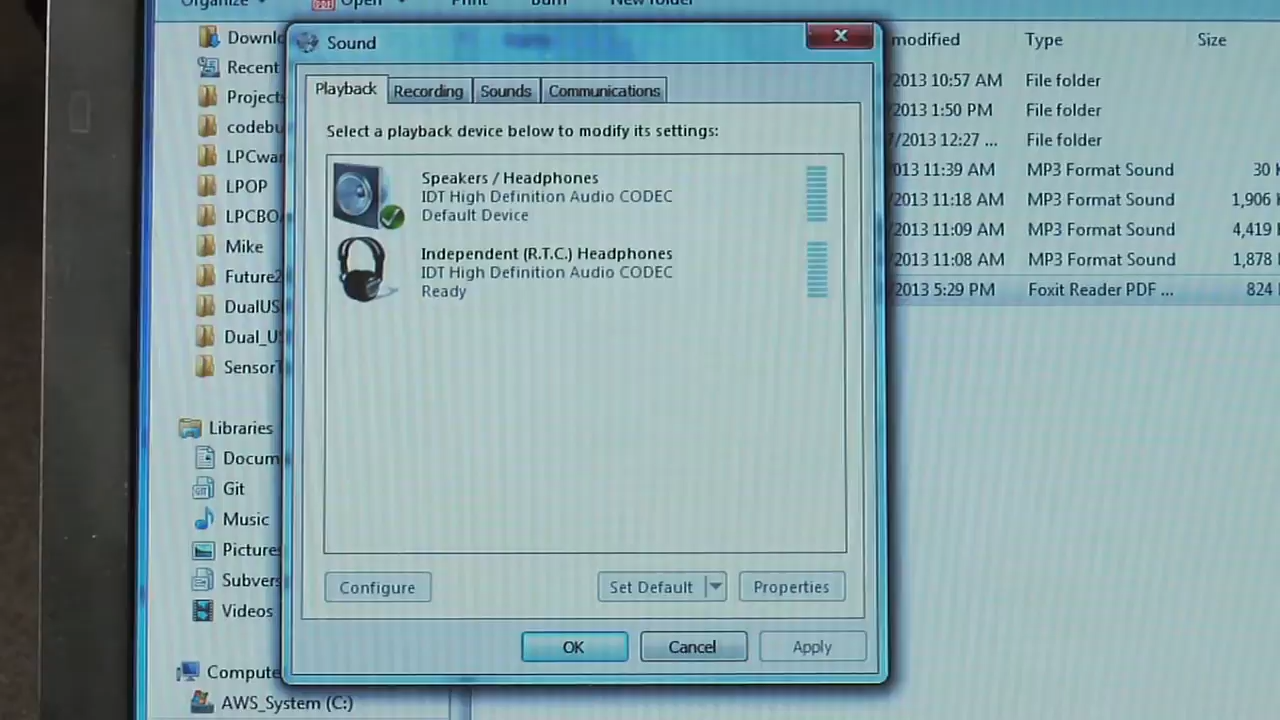 Organize Open Print Burn New folder
Sound
Playback Recording Sounds Communications
Select a playback device below to modify its settings:
Speakers / Headphones
IDT High Definition Audio CODEC
Default Device
Independent (R.T.C.) Headphones
IDT High Definition Audio CODEC
Ready
Configure Set Default Properties
OK Cancel Apply
Recent
Mike
Libraries
Git
Music
Videos
AWS_System (C:)
modified Type Size
2013 10:57 AM File folder
2013 1:50 PM File folder
/2013 12:27 ... File folder
2013 11:39 AM MP3 Format Sound 30
2013 11:18 AM MP3 Format Sound 1,906
2013 11:09 AM MP3 Format Sound 4,419
2013 11:08 AM MP3 Format Sound 1,878
2013 5:29 PM Foxit Reader PDF ... 824